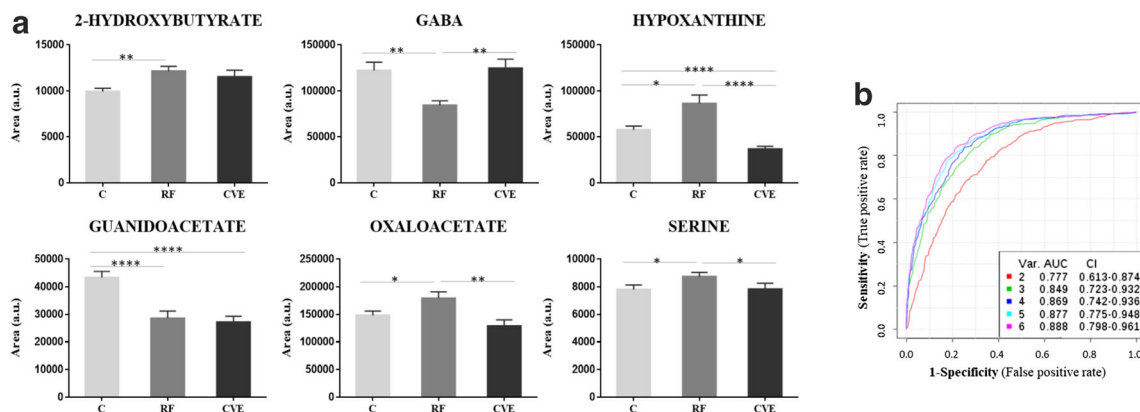 a
2-HYDROXYBUTYRATE
**
Area (a.u.)
15000
10000
5000
0
C RF CVE
GABA
** **
Area (a.u.)
150000
100000
50000
0
C RF CVE
HYPOXANTHINE
****
* ****
Area (a.u.)
150000
100000
50000
0
C RF CVE
GUANIDOACETATE
****
****
Area (a.u.)
50000
40000
30000
20000
10000
0
C RF CVE
OXALOACETATE
* **
Area (a.u.)
250000
200000
150000
100000
50000
0
C RF CVE
SERINE
* *
Area (a.u.)
10000
8000
6000
4000
2000
0
C RF CVE
b
Sensitivity (True positive rate)
1.0
0.8
0.6
0.4
0.2
0.0
Var. AUC CI
2 0.777 0.613-0.874
3 0.849 0.723-0.932
4 0.869 0.742-0.936
5 0.877 0.775-0.948
6 0.888 0.798-0.961
0.0 0.2 0.4 0.6 0.8 1.0
1-Specificity (False positive rate)